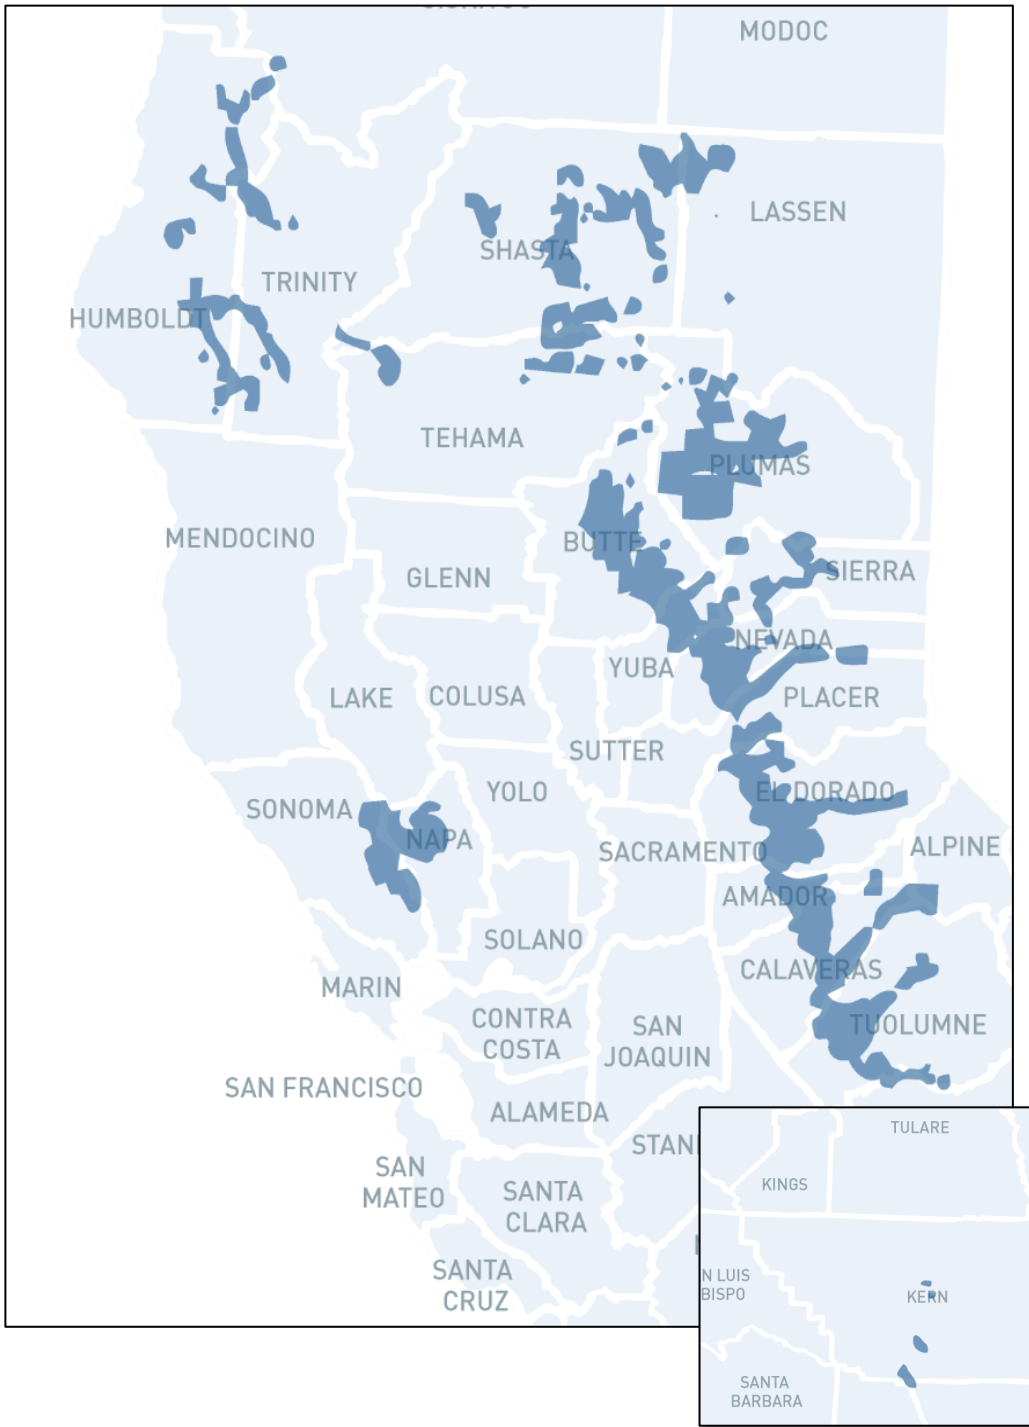 MODOC
LASSEN
SHASTA
TRINITY
HUMBOLDT
TEHAMA
PLUMAS
MENDOCINO
BUTTE
GLENN
SIERRA
NEVADA
YUBA
LAKE
COLUSA
PLACER
SUTTER
YOLO
EL DORADO
SONOMA
NAPA
SACRAMENTO
ALPINE
AMADOR
SOLANO
CALAVERAS
MARIN
CONTRA
COSTA
SAN
JOAQUIN
TUOLUMNE
SAN FRANCISCO
ALAMEDA
STANI
SAN
MATEO
SANTA
CLARA
SANTA
CRUZ
TULARE
KINGS
N LUIS
BISPO
KERN
SANTA
BARBARA